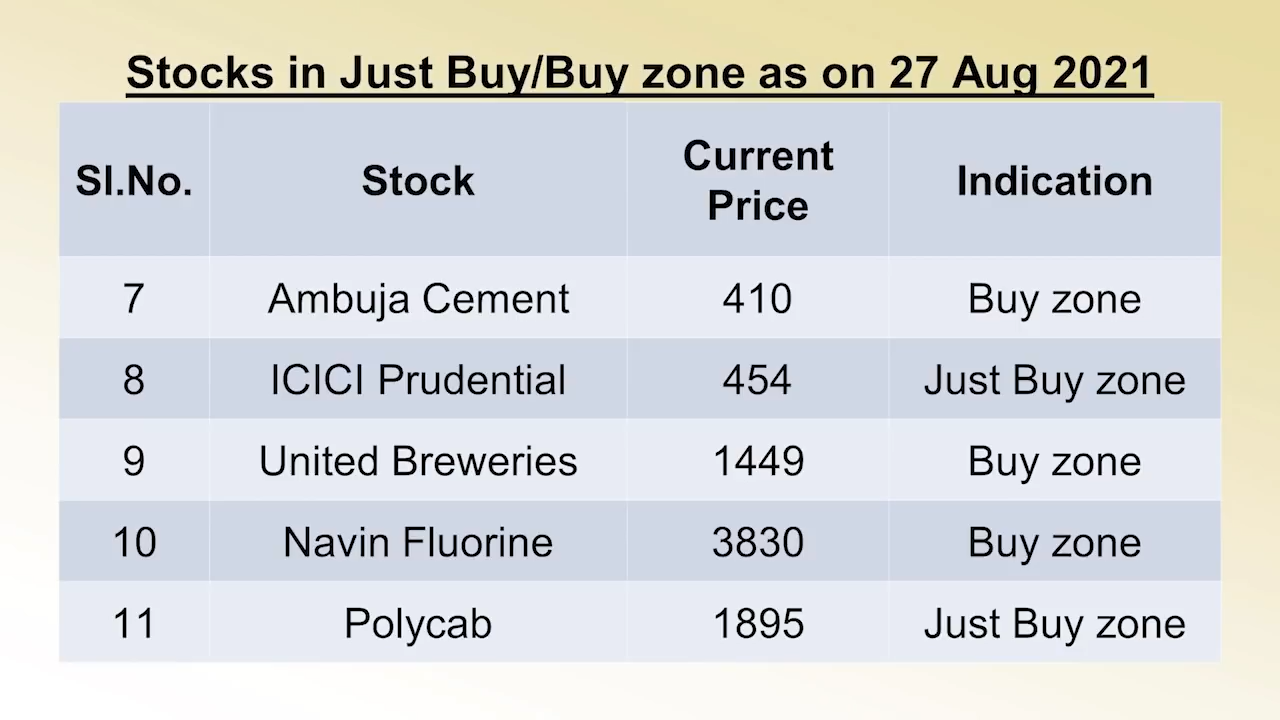 Stocks in Just Buy/Buy zone as on 27 Aug 2021
Sl.No. Stock Current Price Indication
7 Ambuja Cement 410 Buy zone
8 ICICI Prudential 454 Just Buy zone
9 United Breweries 1449 Buy zone
10 Navin Fluorine 3830 Buy zone
11 Polycab 1895 Just Buy zone